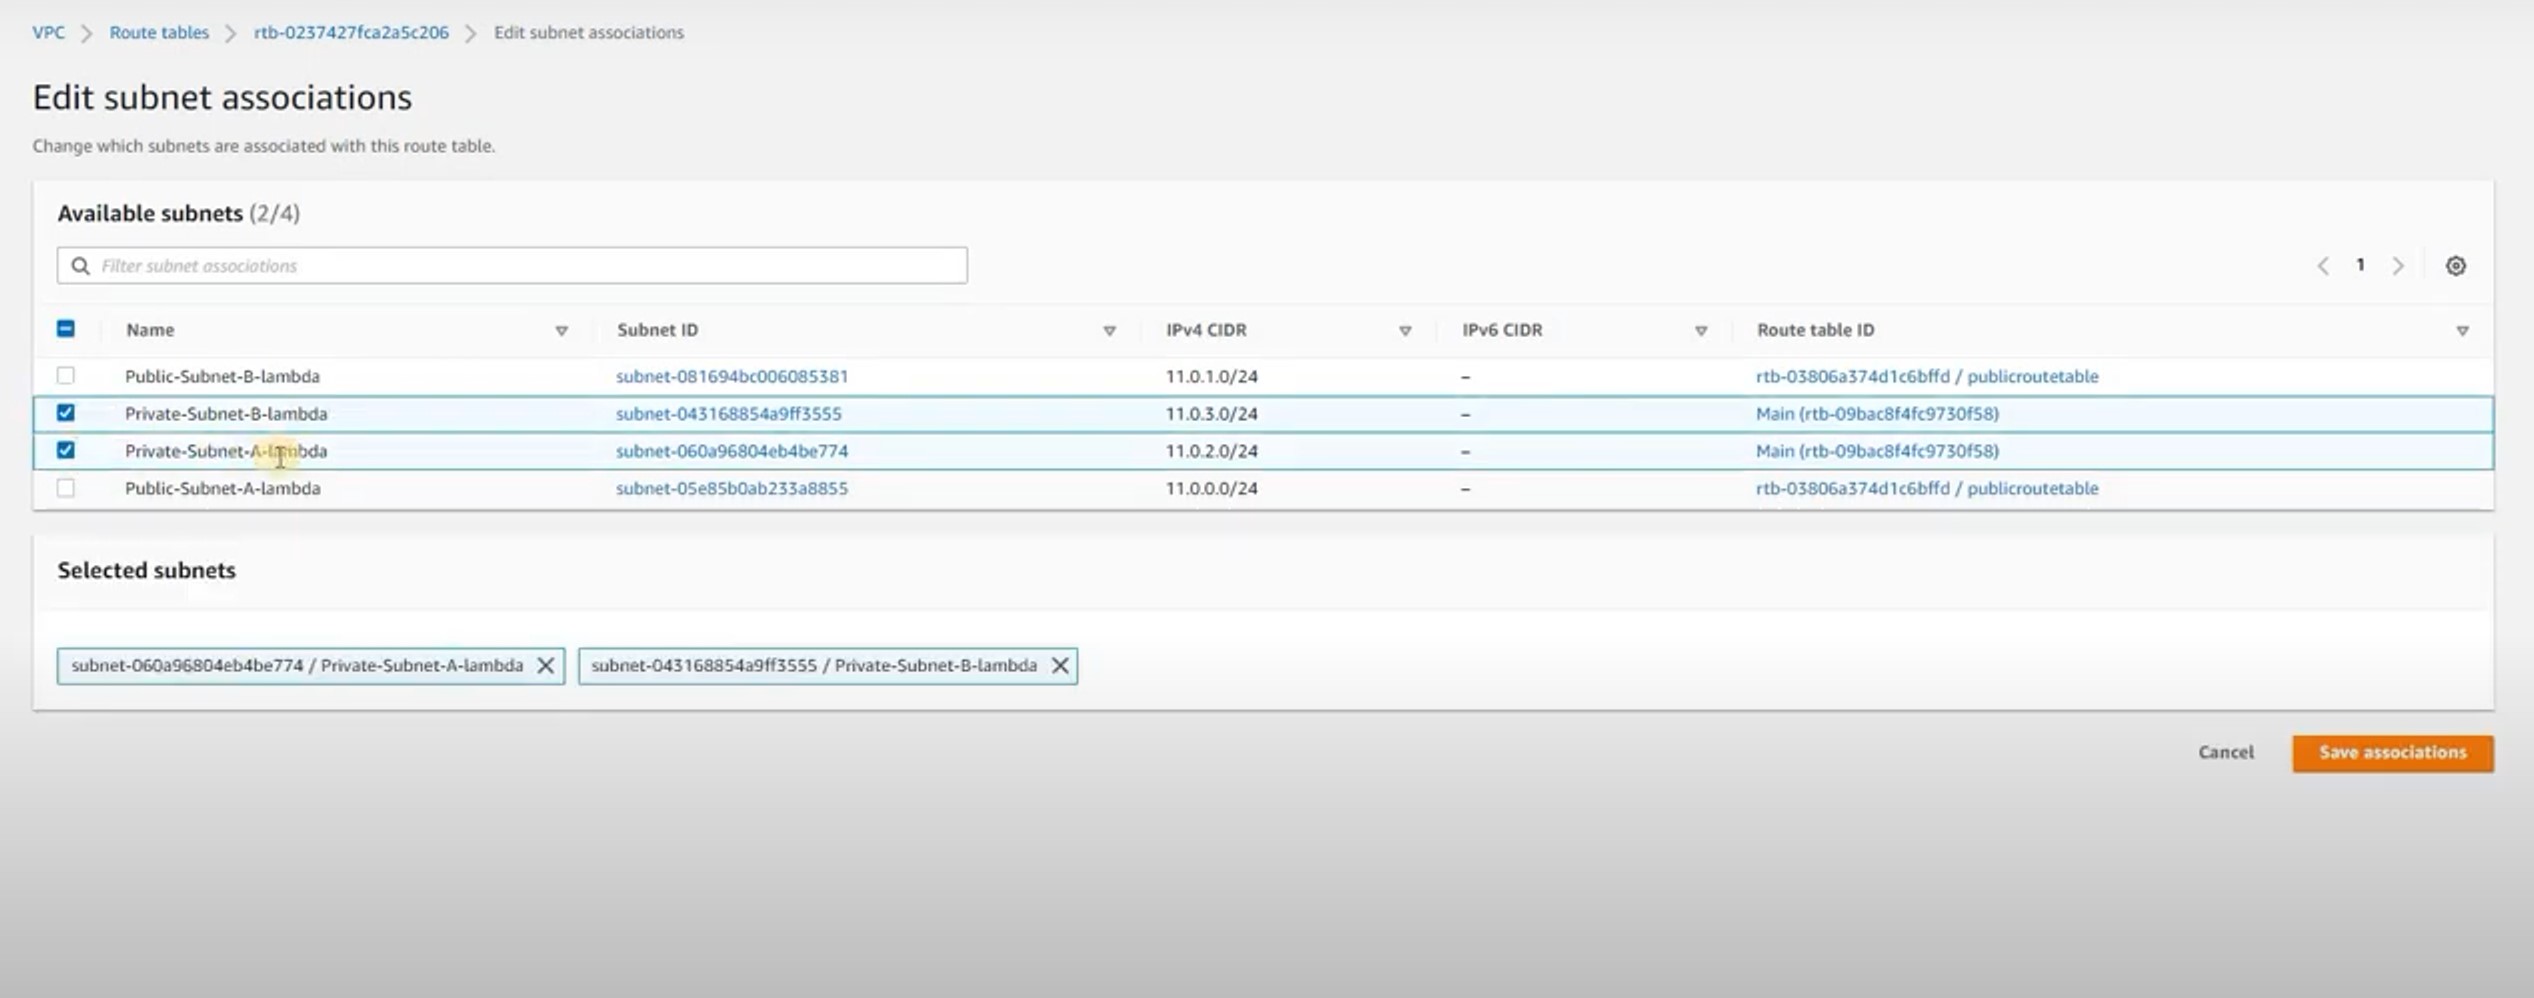 VPC > Route tables > rtb-0237427fca2a5c206 > Edit subnet associations
Edit subnet associations
Change which subnets are associated with this route table.
Available subnets (2/4)
Filter subnet associations
1
Name Subnet ID IPv4 CIDR IPv6 CIDR Route table ID
Public-Subnet-B-lambda subnet-081694bc006085381 11.0.1.0/24 – rtb-03806a374d1c6bffd / publicroutetable
Private-Subnet-B-lambda subnet-043168854a9ff3555 11.0.3.0/24 – Main (rtb-09bac8f4fc9730f58)
Private-Subnet-A-lambda subnet-060a96804eb4be774 11.0.2.0/24 – Main (rtb-09bac8f4fc9730f58)
Public-Subnet-A-lambda subnet-05e85b0ab233a8855 11.0.0.0/24 – rtb-03806a374d1c6bffd / publicroutetable
Selected subnets
subnet-060a96804eb4be774 / Private-Subnet-A-lambda subnet-043168854a9ff3555 / Private-Subnet-B-lambda
Cancel Save associations